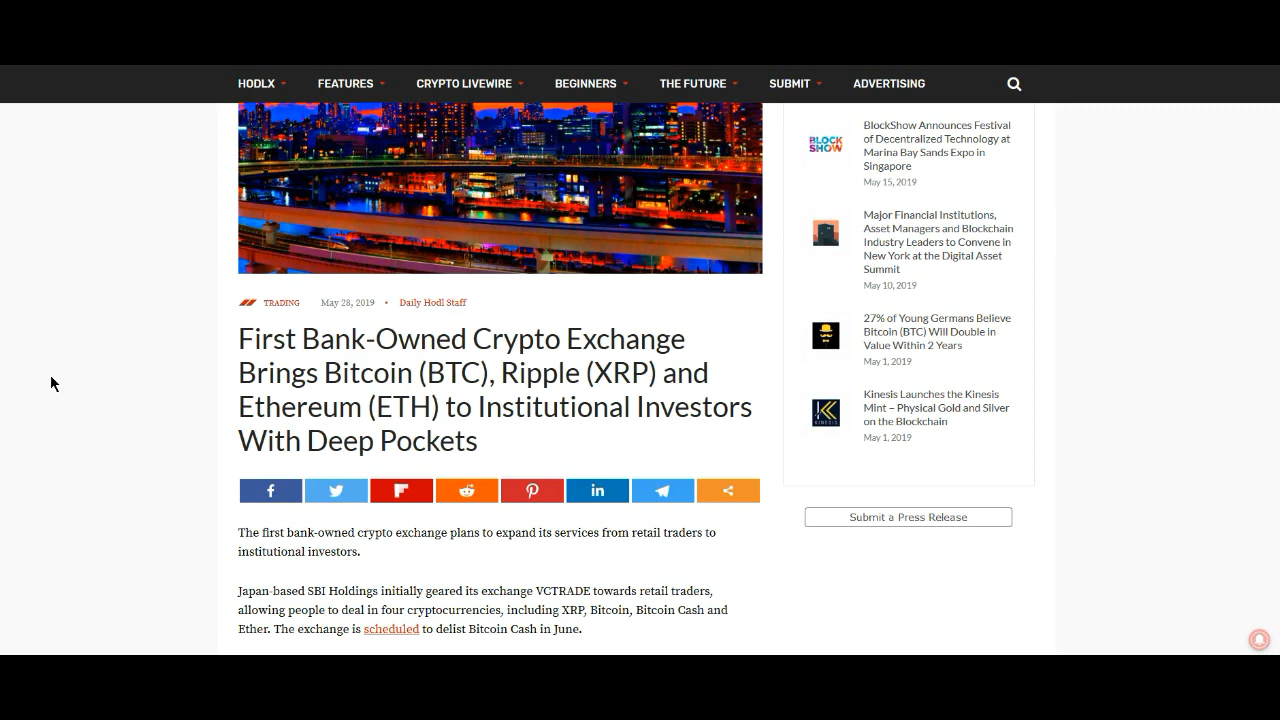 HODLX
FEATURES
CRYPTO LIVEWIRE
BEGINNERS
THE FUTURE
SUBMIT
ADVERTISING
TRADING
May 28, 2019 • Daily Hodl Staff
First Bank-Owned Crypto Exchange
Brings Bitcoin (BTC), Ripple (XRP) and
Ethereum (ETH) to Institutional Investors
With Deep Pockets
The first bank-owned crypto exchange plans to expand its services from retail traders to
institutional investors.
Japan-based SBI Holdings initially geared its exchange VCTRADE towards retail traders,
allowing people to deal in four cryptocurrencies, including XRP, Bitcoin, Bitcoin Cash and
Ether. The exchange is scheduled to delist Bitcoin Cash in June.
BLOCK
SHOW
BlockShow Announces Festival
of Decentralized Technology at
Marina Bay Sands Expo in
Singapore
May 15, 2019
Major Financial Institutions,
Asset Managers and Blockchain
Industry Leaders to Convene in
New York at the Digital Asset
Summit
May 10, 2019
27% of Young Germans Believe
Bitcoin (BTC) Will Double in
Value Within 2 Years
May 1, 2019
KINESIS
Kinesis Launches the Kinesis
Mint – Physical Gold and Silver
on the Blockchain
May 1, 2019
Submit a Press Release